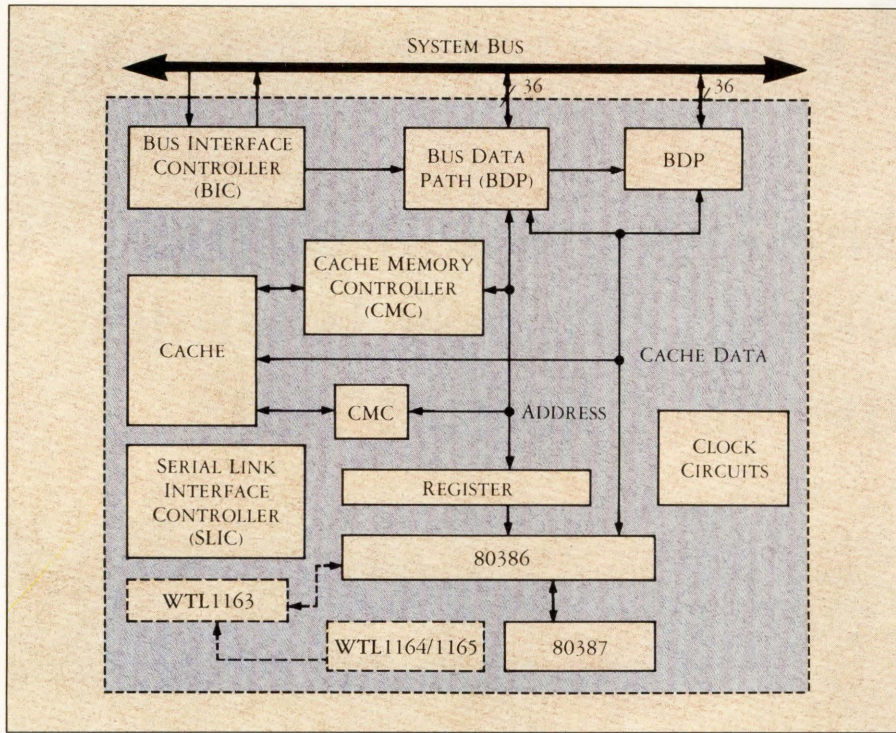 SYSTEM BUS
36
36
BUS INTERFACE
CONTROLLER
(BIC)
BUS DATA
PATH (BDP)
BDP
CACHE MEMORY
CONTROLLER
(CMC)
CACHE
CACHE DATA
CMC
ADDRESS
CLOCK
CIRCUITS
SERIAL LINK
INTERFACE
CONTROLLER
(SLIC)
REGISTER
80386
WTL1163
WTL1164/1165
80387